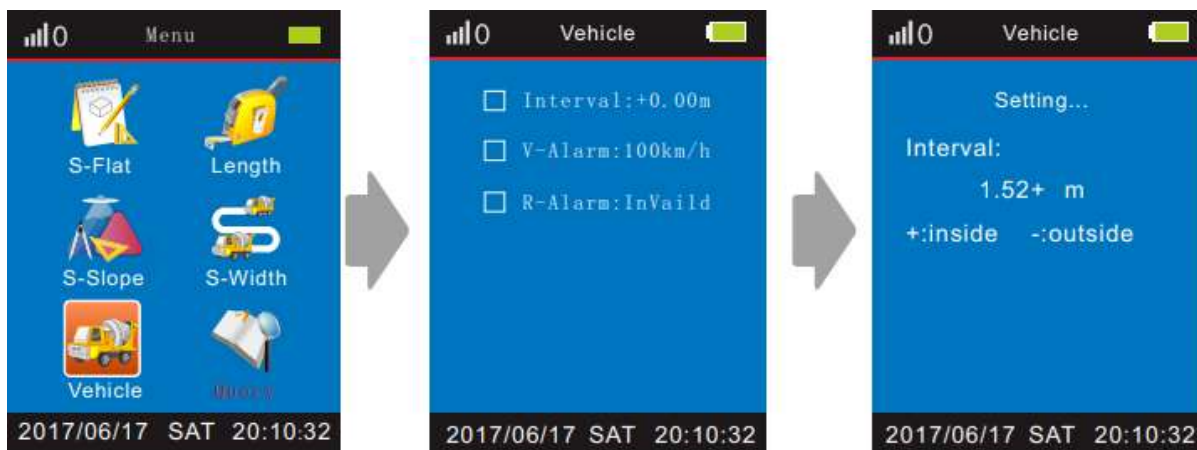 0 Menu
S-Flat Length
S-Slope S-Width
Vehicle
2017/06/17 SAT 20:10:32
0 Vehicle
Interval:+0.00m
V-Alarm:100km/h
R-Alarm:InVaild
2017/06/17 SAT 20:10:32
0 Vehicle
Setting...
Interval:
1.52+ m
+:inside -:outside
2017/06/17 SAT 20:10:32